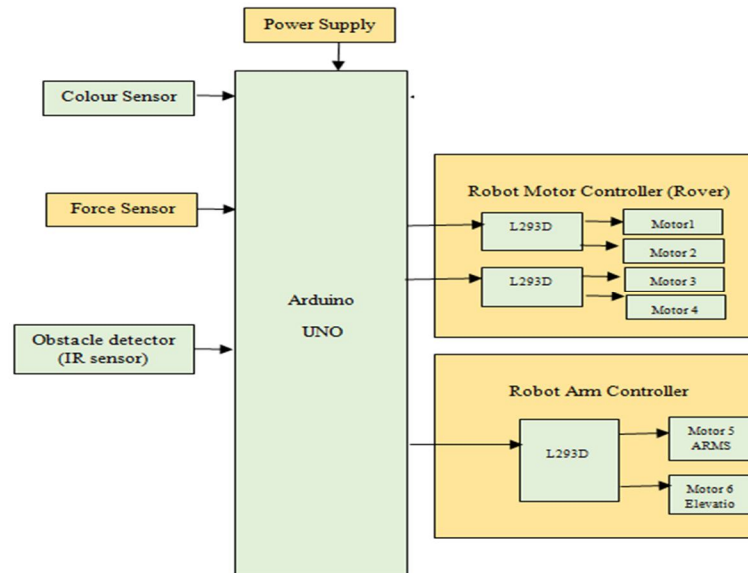 Power Supply
Colour Sensor
Force Sensor
Obstacle detector
(IR sensor)
Arduino
UNO
Robot Motor Controller (Rover)
L293D
Motor1
Motor 2
L293D
Motor 3
Motor 4
Robot Arm Controller
L293D
Motor 5
ARMS
Motor 6
Elevatio